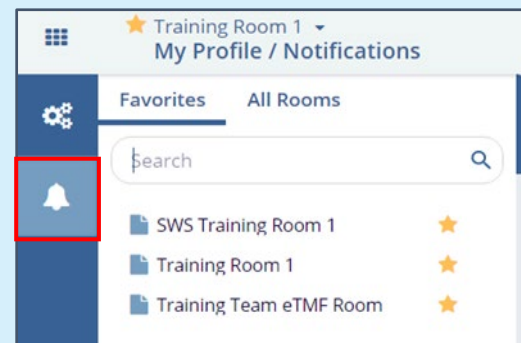 Training Room 1
My Profile / Notifications
Favorites All Rooms
Search
SWS Training Room 1
Training Room 1
Training Team eTMF Room